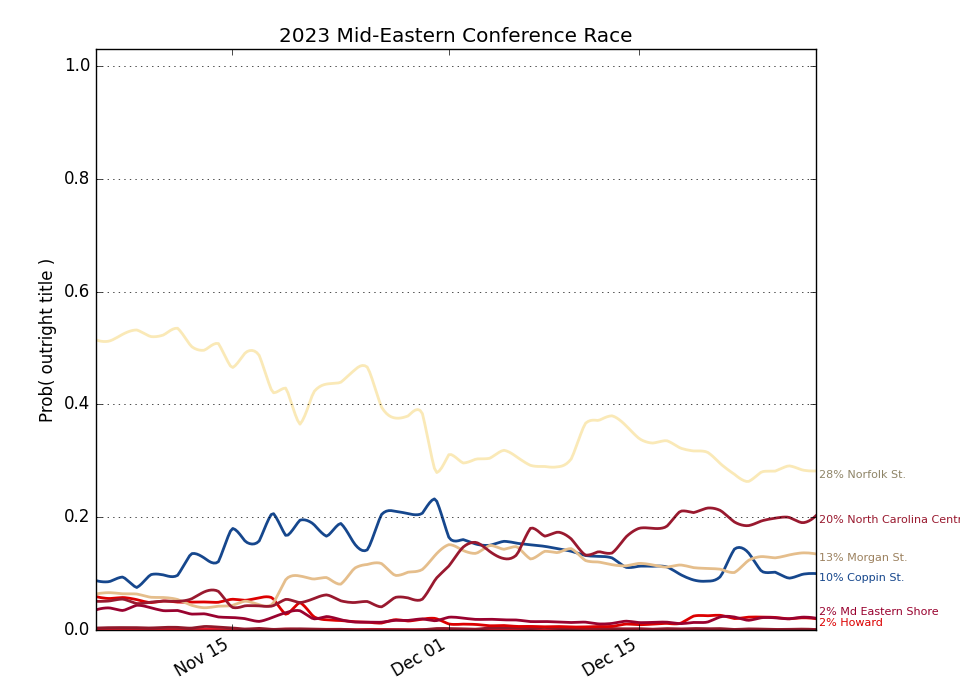 2023 Mid-Eastern Conference Race
1.0
0.8
0.6
0.4
0.2
0.0
Prob( outright title )
28% Norfolk St.
20% North Carolina Centr
13% Morgan St.
10% Coppin St.
2% Md Eastern Shore
2% Howard
Nov 15
Dec 01
Dec 15